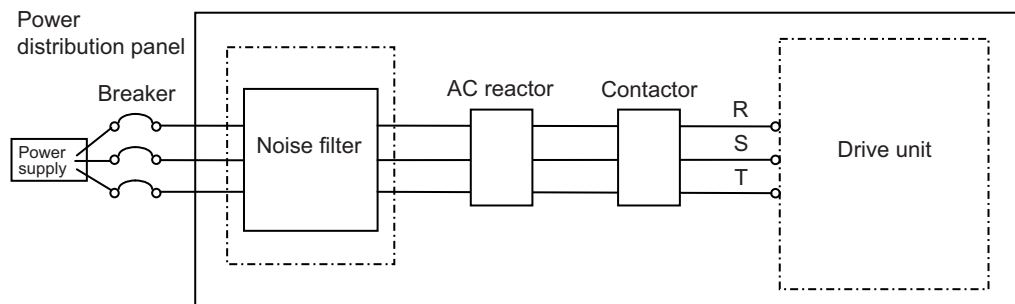 Power
distribution panel
Breaker
AC reactor
Contactor
R
Noise filter
S
Drive unit
Power
supply
T